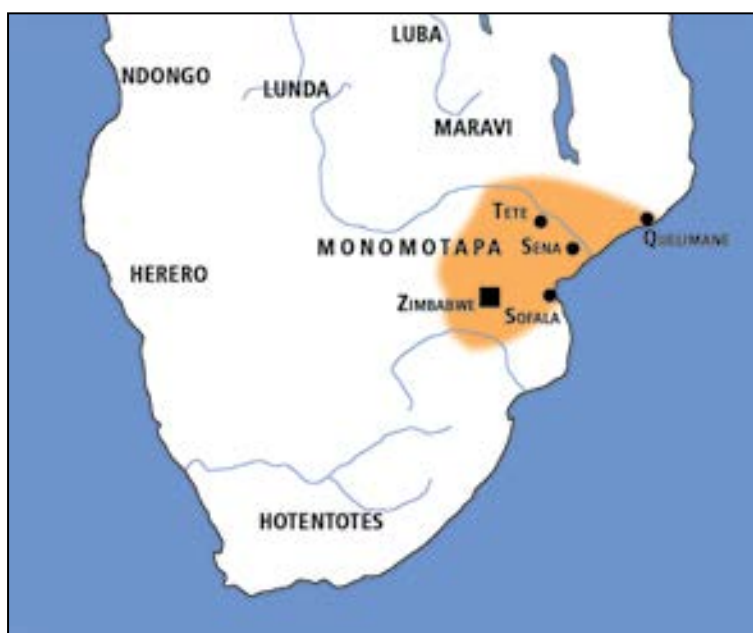 LUBA
NDONGO
LUNDA
MARAVI
TETE
MONOMOTAPA
SENA
QUELIMANE
HERERO
ZIMBABWE
SOFALA
HOTENTOTES